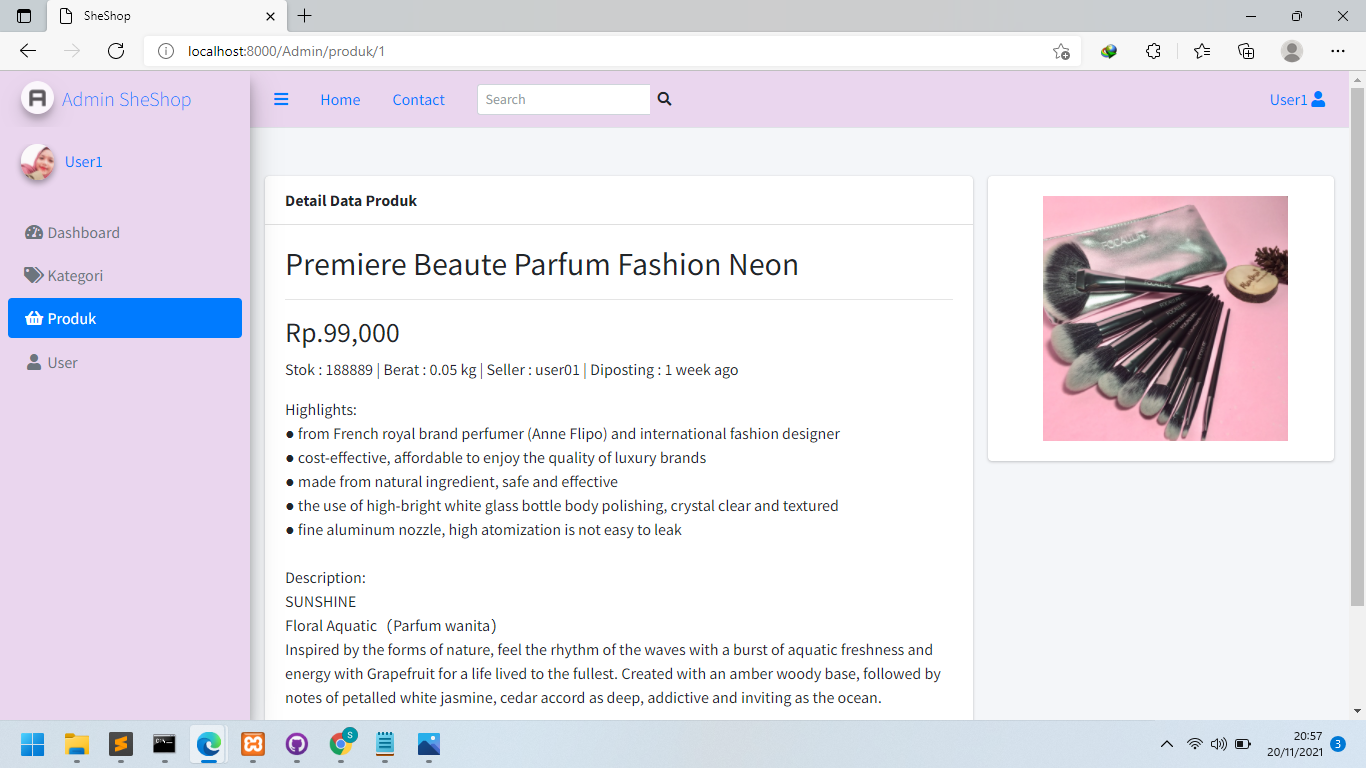 SheShop
localhost:8000/Admin/produk/1
Admin SheShop
Home
Contact
Search
User1
User1
Dashboard
Kategori
Produk
User
Detail Data Produk
Premiere Beaute Parfum Fashion Neon
Rp.99,000
Stok : 188889 | Berat : 0.05 kg | Seller : user01 | Diposting : 1 week ago
Highlights:
● from French royal brand perfumer (Anne Flipo) and international fashion designer
● cost-effective, affordable to enjoy the quality of luxury brands
● made from natural ingredient, safe and effective
● the use of high-bright white glass bottle body polishing, crystal clear and textured
● fine aluminum nozzle, high atomization is not easy to leak
Description:
SUNSHINE
Floral Aquatic（Parfum wanita）
Inspired by the forms of nature, feel the rhythm of the waves with a burst of aquatic freshness and
energy with Grapefruit for a life lived to the fullest. Created with an amber woody base, followed by
notes of petalled white jasmine, cedar accord as deep, addictive and inviting as the ocean.
FOCALLURE
S
20:57
20/11/2021
3